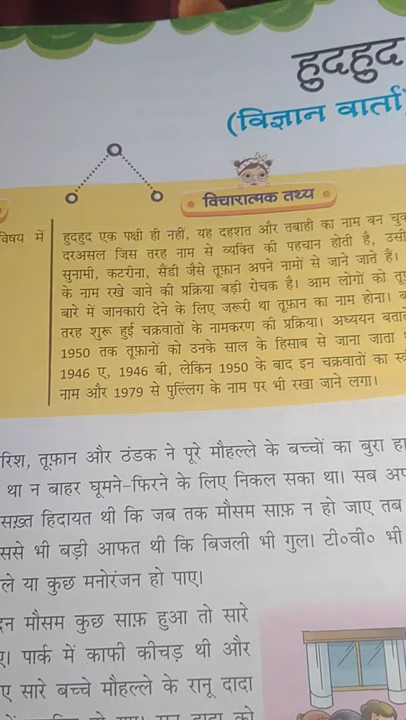 हुदहुद
(विज्ञान वार्ता)
विचारात्मक तथ्य
विषय में
हुदहुद एक पक्षी ही नहीं, यह दहशत और तबाही का नाम बन
दरअसल जिस तरह नाम से व्यक्ति की पहचान होती है, उसी
सुनामी, कटरीना, सैंडी जैसे तूफ़ान अपने नामों से जाने जाते हैं।
के नाम रखे जाने की प्रक्रिया बड़ी रोचक है। आम लोगों को
बारे में जानकारी देने के लिए जरूरी था तूफ़ान का नाम होना।
तरह शुरू हुई चक्रवातों के नामकरण की प्रक्रिया। अध्ययन
1950 तक तूफ़ानों को उनके साल के हिसाब से जाना जाता
1946 ए, 1946 बी, लेकिन 1950 के बाद इन चक्रवातों का
नाम और 1979 से पुल्लिग के नाम पर भी रखा जाने लगा।
रिश, तूफ़ान और ठंडक ने पूरे मौहल्ले के बच्चों का बुरा
था न बाहर घूमने-फिरने के लिए निकल सका था। सब
सख़्त हिदायत थी कि जब तक मौसम साफ़ न हो जाए तब
ससे भी बड़ी आफत थी कि बिजली भी गुल। टी०वी० भी
ले या कुछ मनोरंजन हो पाए।
मौसम कुछ साफ़ हुआ तो सारे
पार्क में काफी कीचड़ थी और
ए सारे बच्चे मौहल्ले के रानू दादा